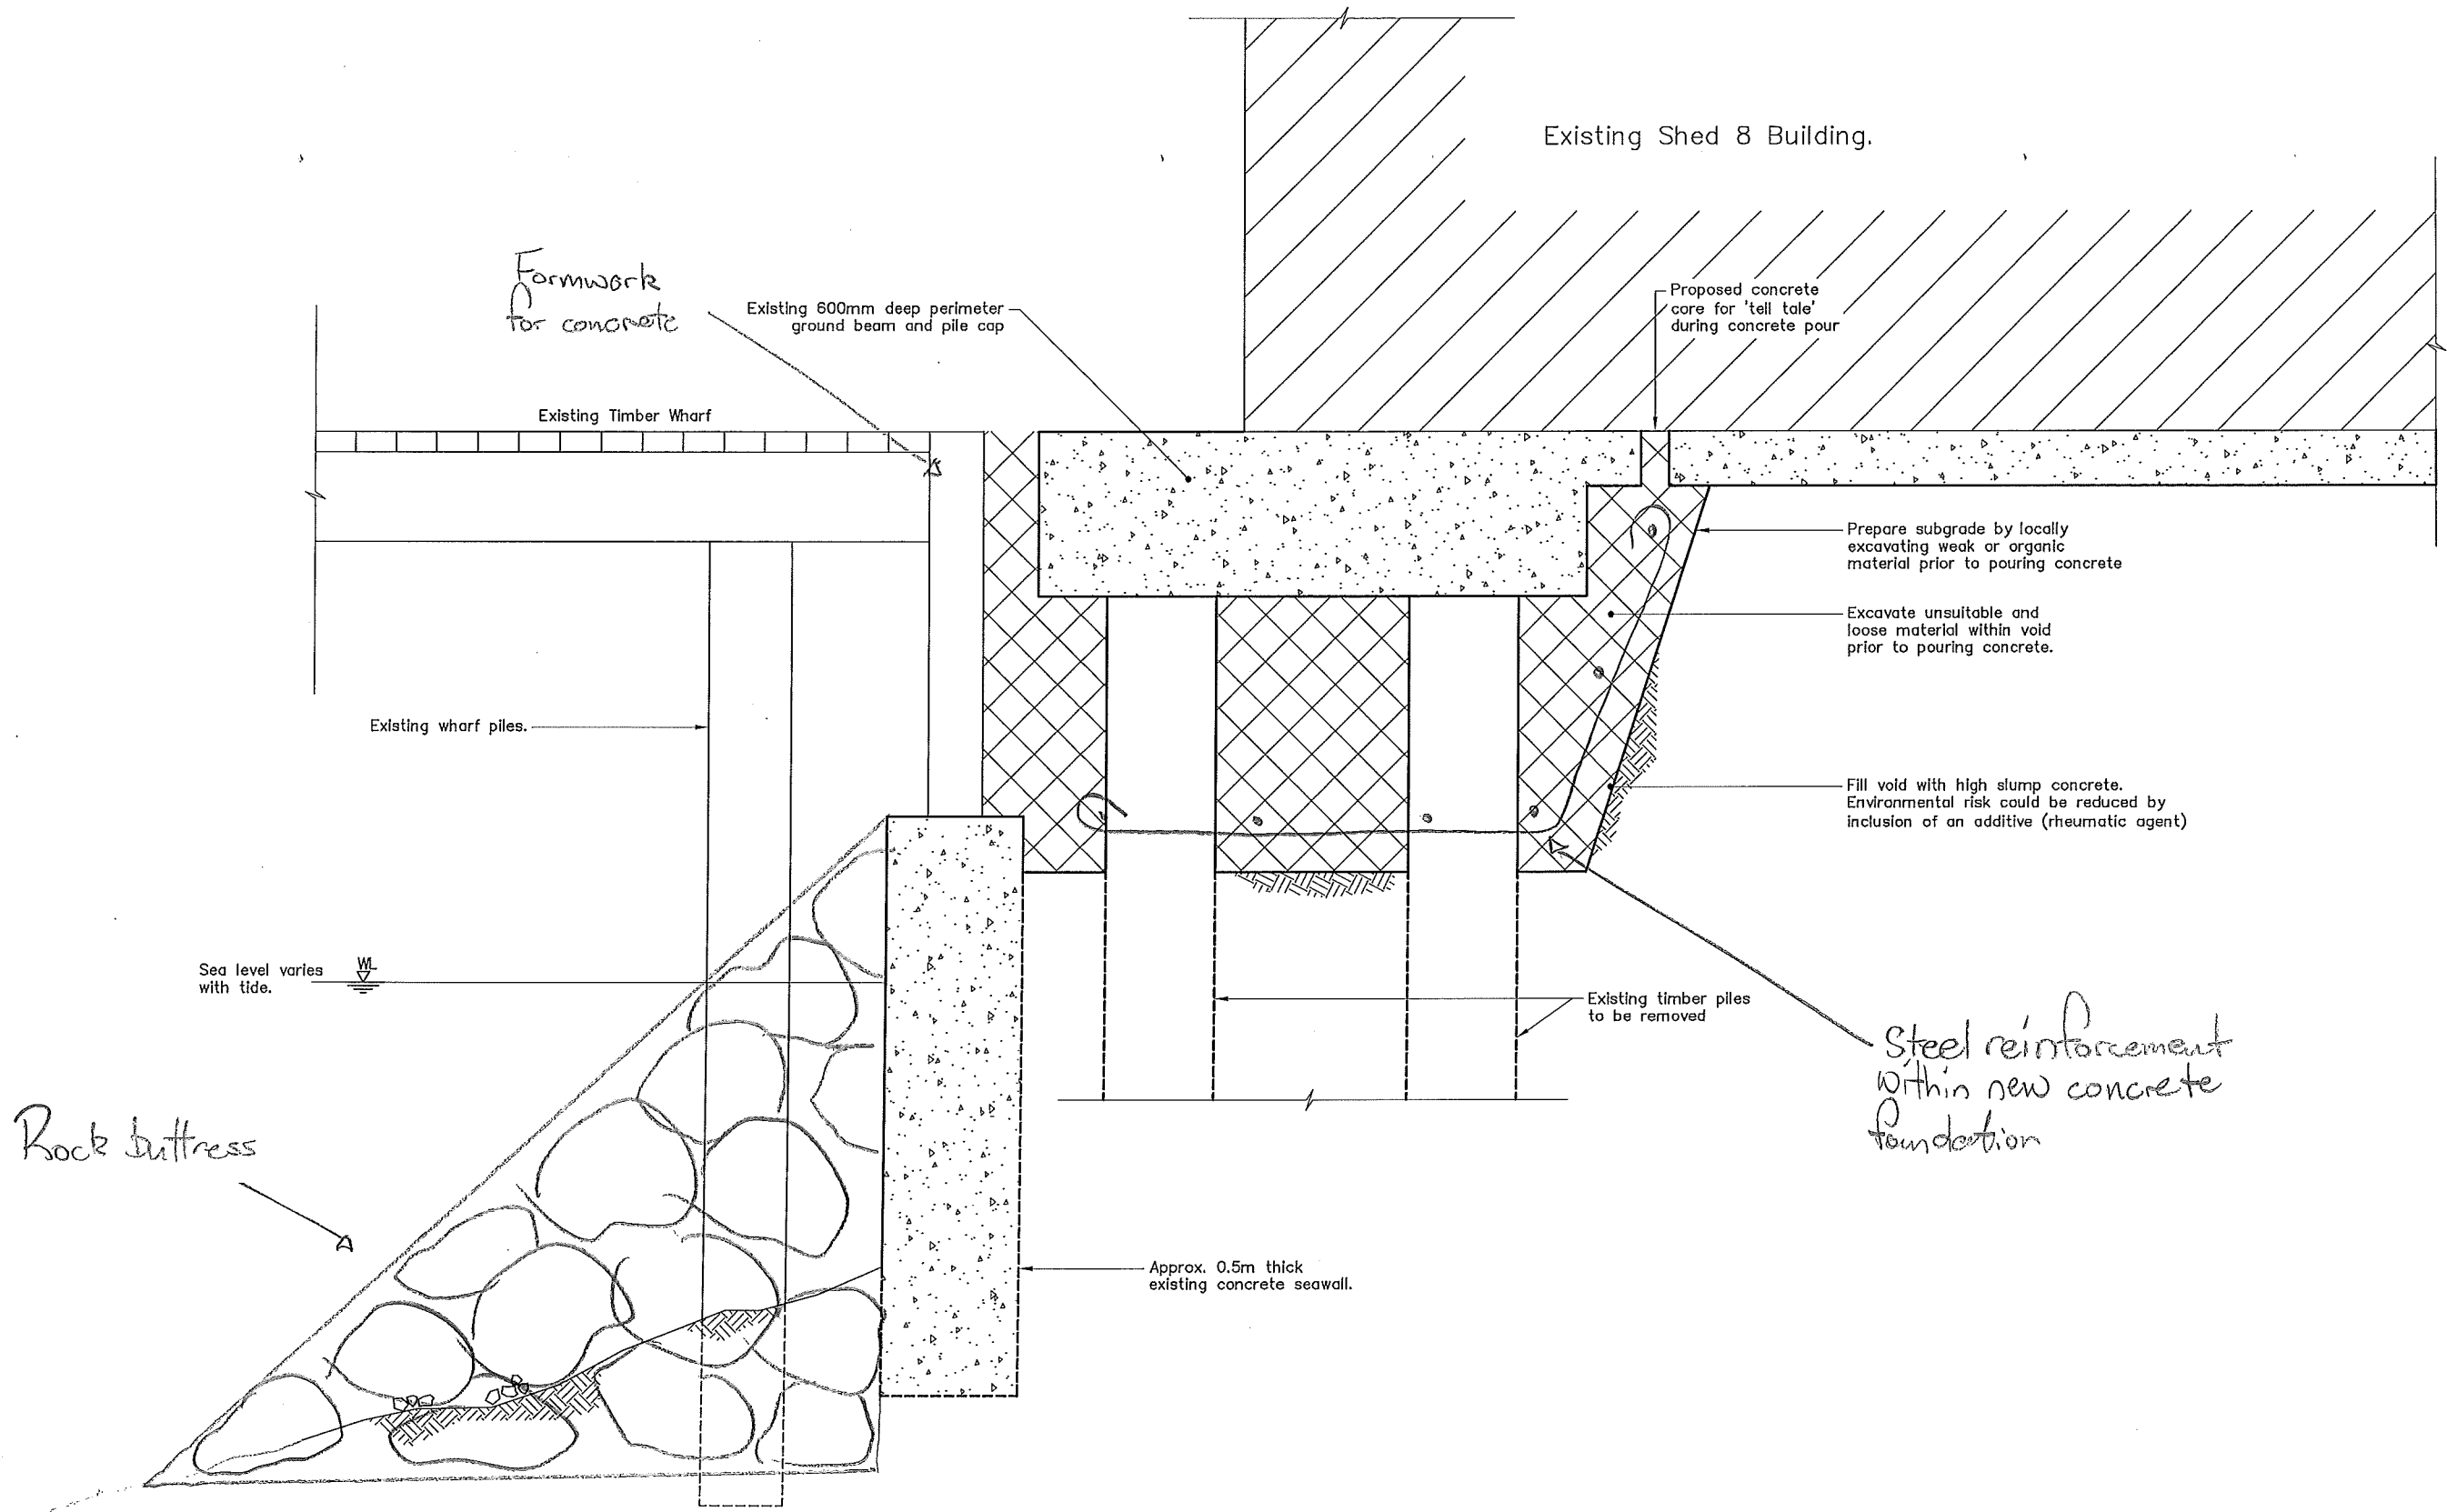 Existing Shed 8 Building.
Formwork
for concrete
Existing 600mm deep perimeter
ground beam and pile cap
Proposed concrete
core for 'tell tale'
during concrete pour
Existing Timber Wharf
Prepare subgrade by locally
excavating weak or organic
material prior to pouring concrete
Excavate unsuitable and
loose material within void
prior to pouring concrete.
Existing wharf piles.
Fill void with high slump concrete.
Environmental risk could be reduced by
inclusion of an additive (rheumatic agent)
Sea level varies
with tide.
WL
Existing timber piles
to be removed
Steel reinforcement
within new concrete
foundation
Rock buttress
Approx. 0.5m thick
existing concrete seawall.